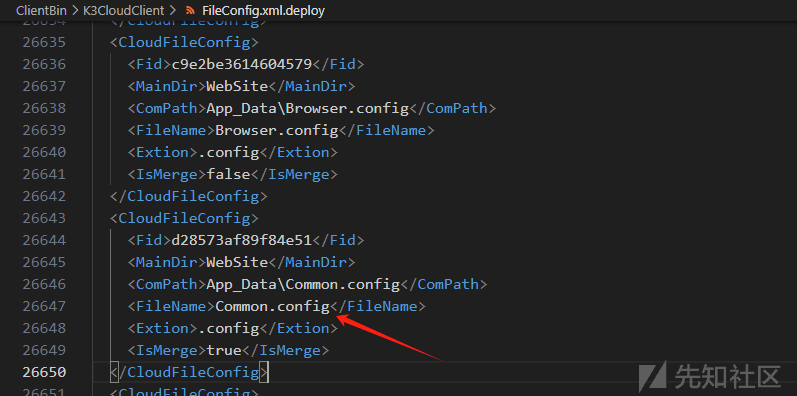 ClientBin > K3CloudClient > FileConfig.xml.deploy
26634 </CloudFileConfig>
26635 <CloudFileConfig>
26636 <Fid>c9e2be3614604579</Fid>
26637 <MainDir>WebSite</MainDir>
26638 <ComPath>App_Data\Browser.config</ComPath>
26639 <FileName>Browser.config</FileName>
26640 <Extion>.config</Extion>
26641 <IsMerge>false</IsMerge>
26642 </CloudFileConfig>
26643 <CloudFileConfig>
26644 <Fid>d28573af89f84e51</Fid>
26645 <MainDir>WebSite</MainDir>
26646 <ComPath>App_Data\Common.config</ComPath>
26647 <FileName>Common.config</FileName>
26648 <Extion>.config</Extion>
26649 <IsMerge>true</IsMerge>
26650 </CloudFileConfig>
26651 <CloudFileConfig>
先知社区